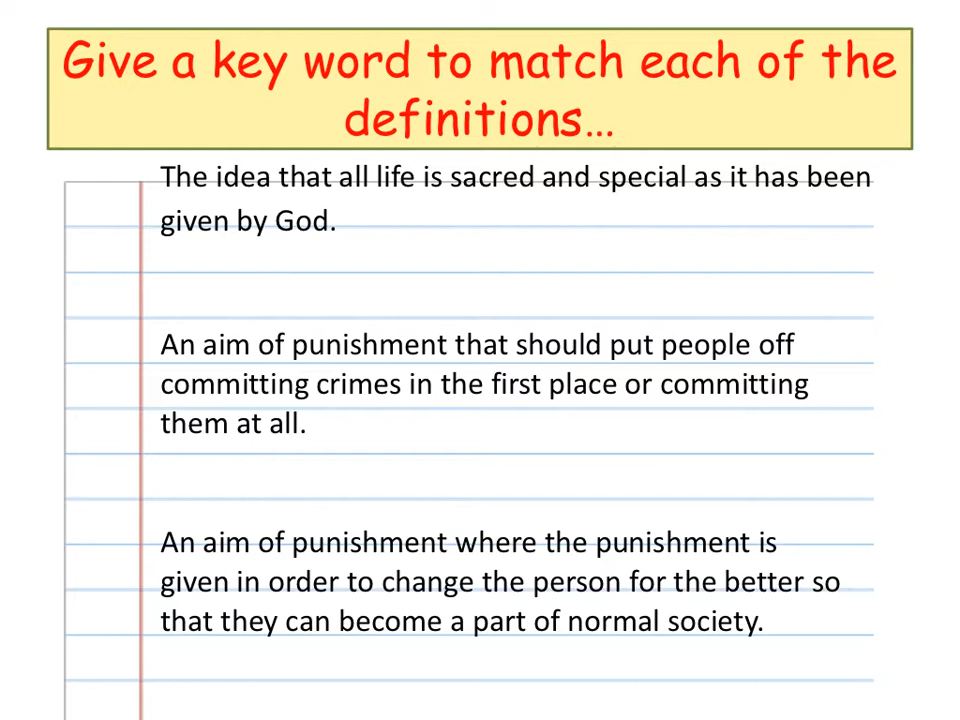 Give a key word to match each of the
definitions…
The idea that all life is sacred and special as it has been
given by God.
An aim of punishment that should put people off
committing crimes in the first place or committing
them at all.
An aim of punishment where the punishment is
given in order to change the person for the better so
that they can become a part of normal society.